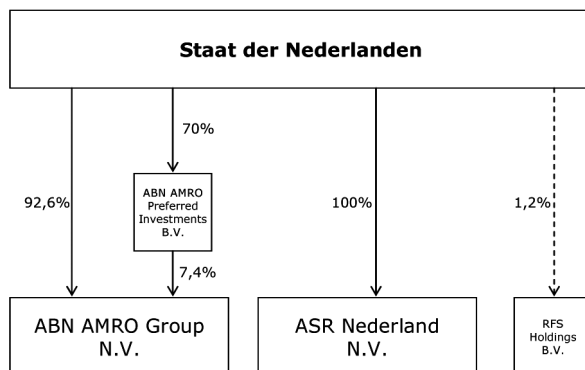 Staat der Nederlanden
70%
ABN AMRO
Preferred
Investments
B.V.
92,6%
100%
1,2%
7,4%
ABN AMRO Group
N.V.
ASR Nederland
N.V.
RFS
Holdings
B.V.